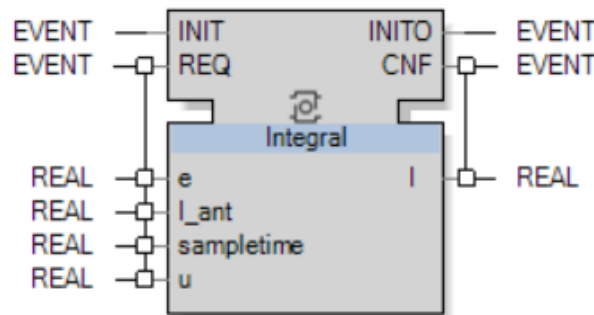 EVENT INIT INITO EVENT
EVENT REQ CNF EVENT
Integral
REAL e I REAL
REAL I_ant
REAL sampletime
REAL u